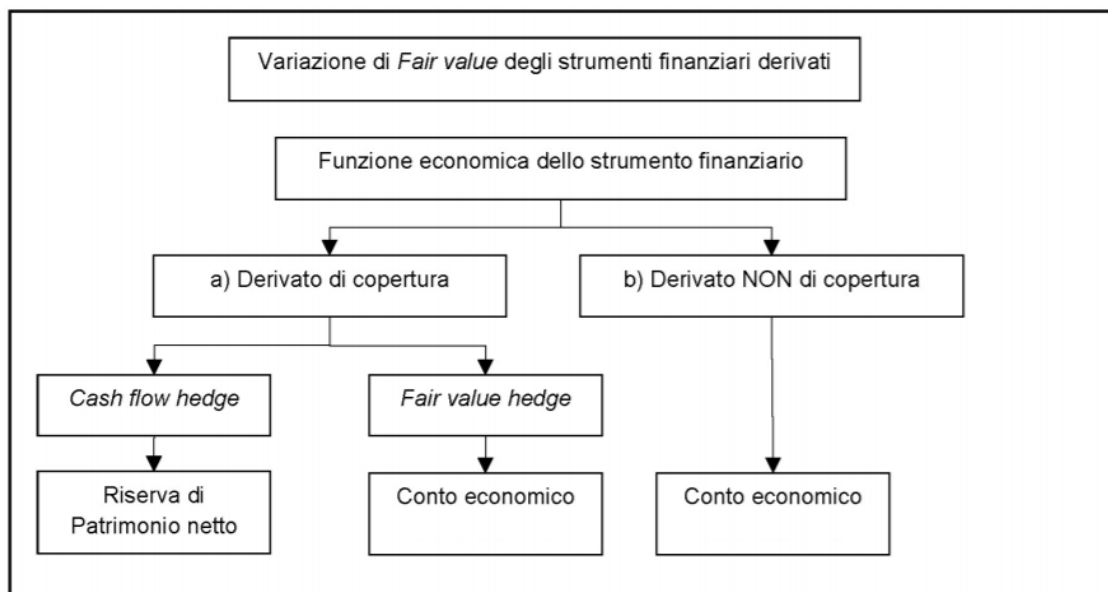 Variazione di Fair value degli strumenti finanziari derivati
Funzione economica dello strumento finanziario
a) Derivato di copertura
b) Derivato NON di copertura
Cash flow hedge
Fair value hedge
Riserva di
Patrimonio netto
Conto economico
Conto economico